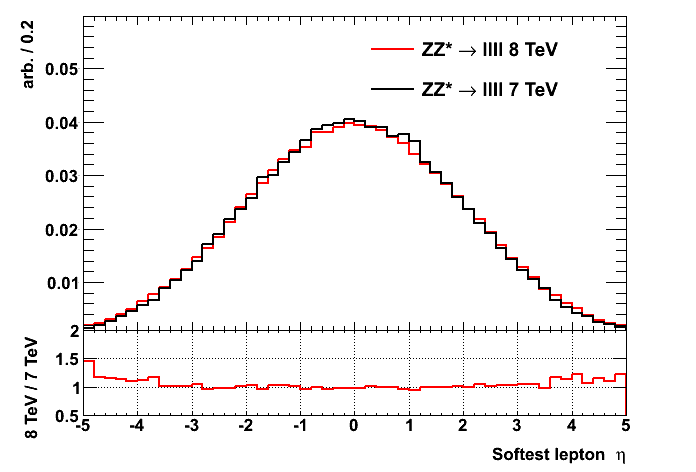 arb. / 0.2
ZZ* → llll 8 TeV
ZZ* → llll 7 TeV
0.05
0.04
0.03
0.02
0.01
8 TeV / 7 TeV
2
1.5
1
0.5
-5 -4 -3 -2 -1 0 1 2 3 4 5
Softest lepton η